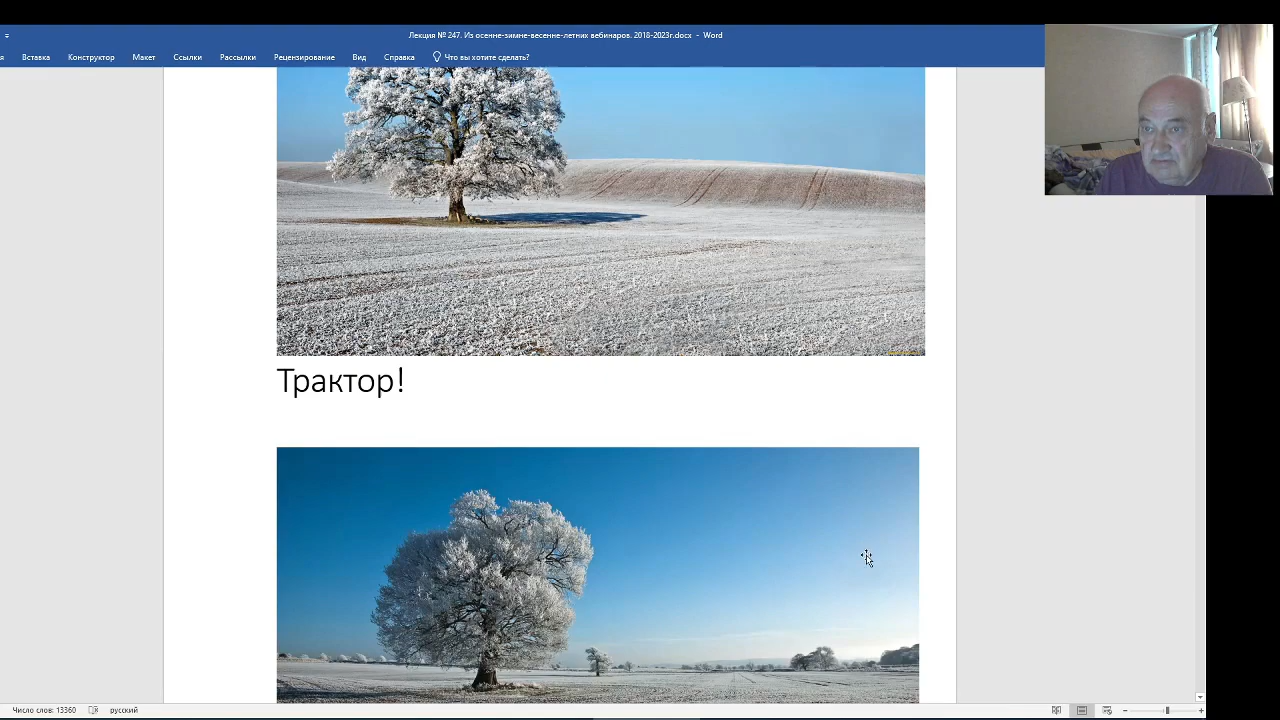 Лекция № 247. Из осенне-зимне-весенне-летних вебинаров. 2018-2023г.docx - Word
я Вставка Конструктор Макет Ссылки Рассылки Рецензирование Вид Справка Что вы хотите сделать?
Трактор!
Число слов: 13360 русский